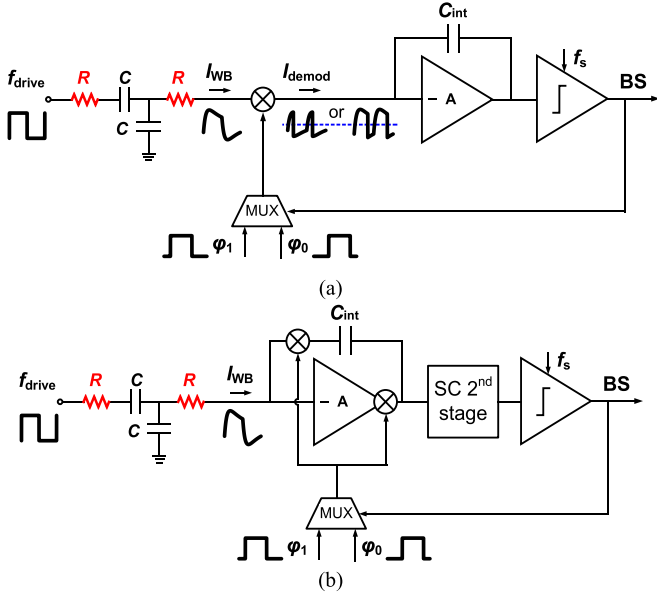 C_int
f_drive R C R I_WB I_demod f_s BS
or – A
C
MUX
φ_1 φ_0
(a)
C_int
f_drive R C R I_WB f_s BS
– A SC 2^nd stage
C
MUX
φ_1 φ_0
(b)